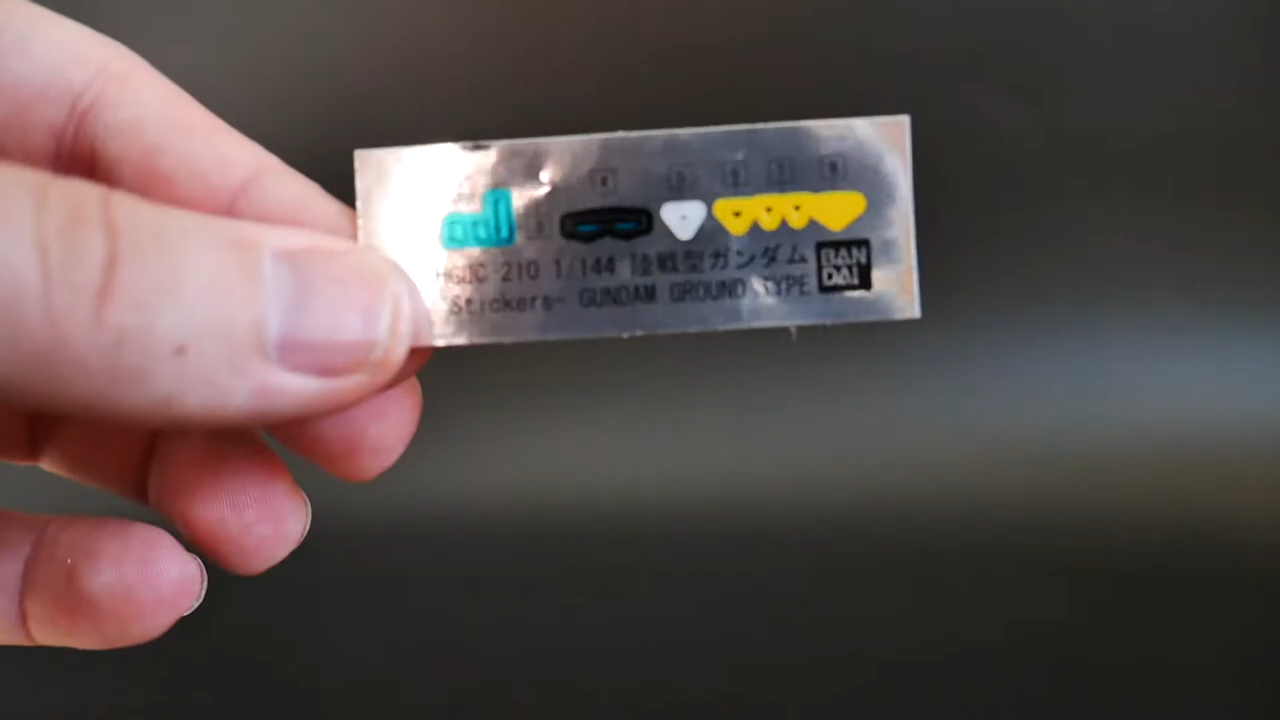 HGUC 210 1/144 陸戦型ガンダム
Stickers- GUNDAM GROUND TYPE
BAN
DAI